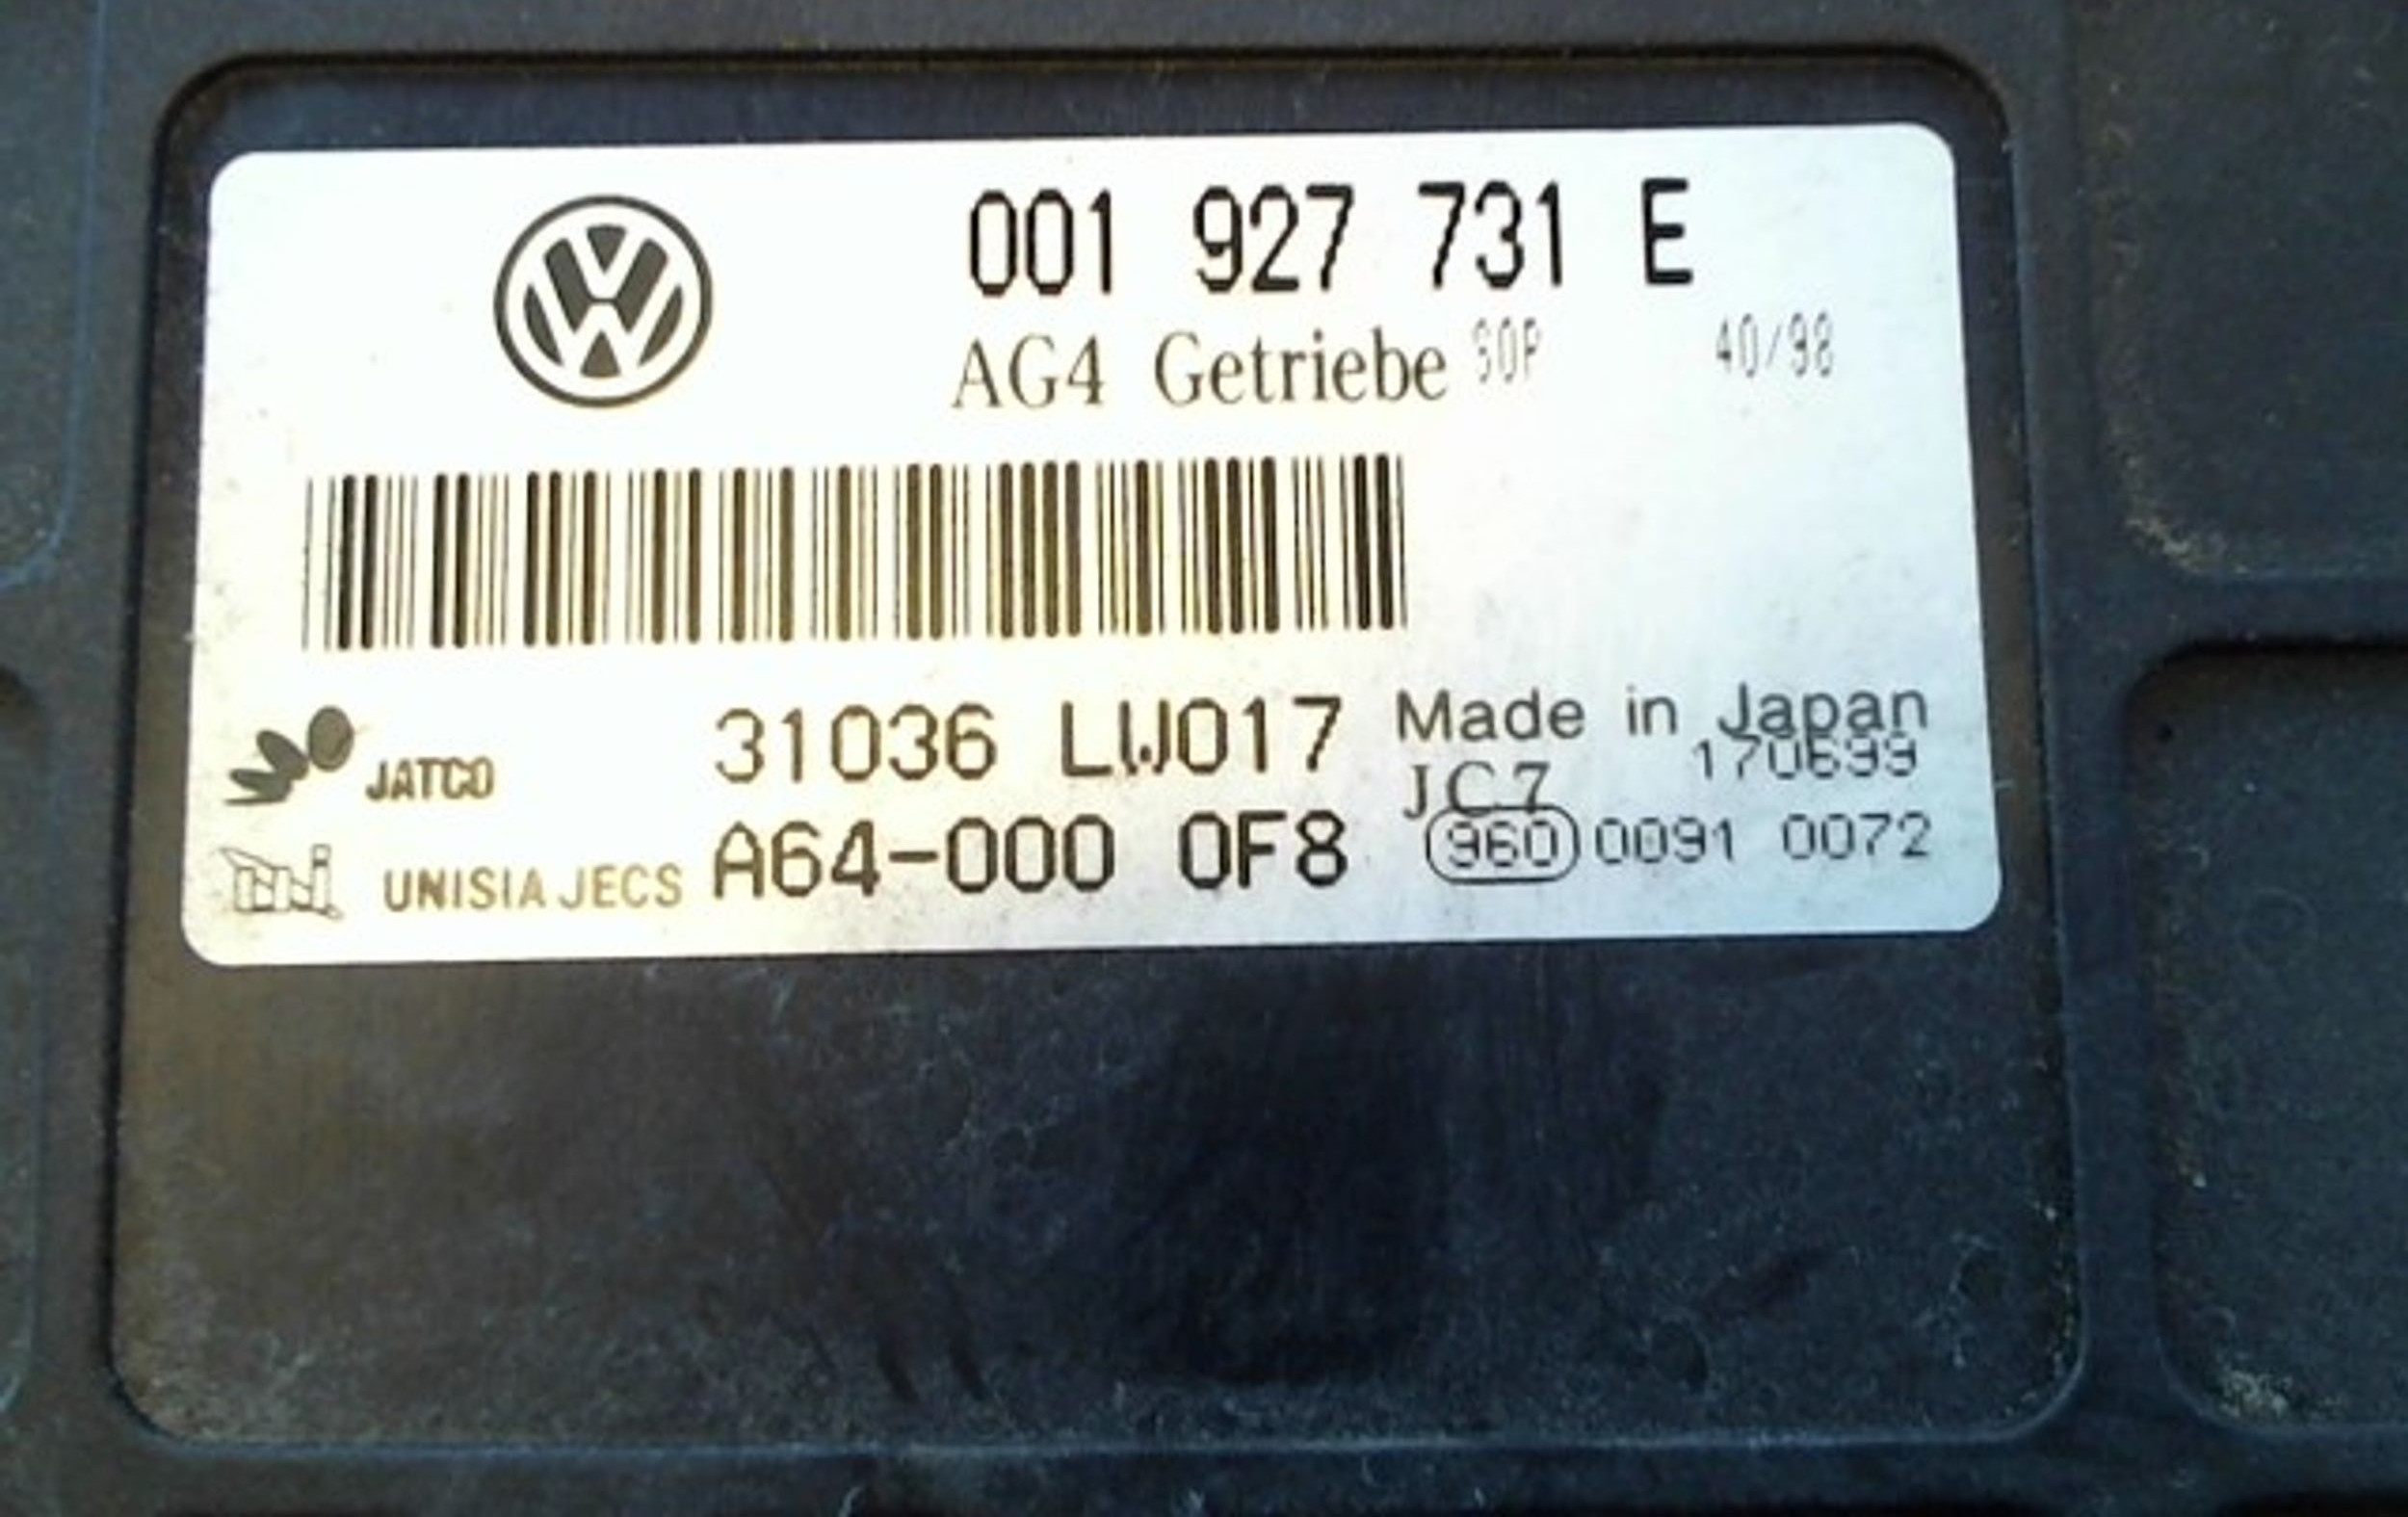 001 927 731 E
AG4 Getriebe 40/98
JATCO 31036 LW017 Made in Japan
JC7 170699
UNISIA JECS A64-000 0F8 960 0091 0072